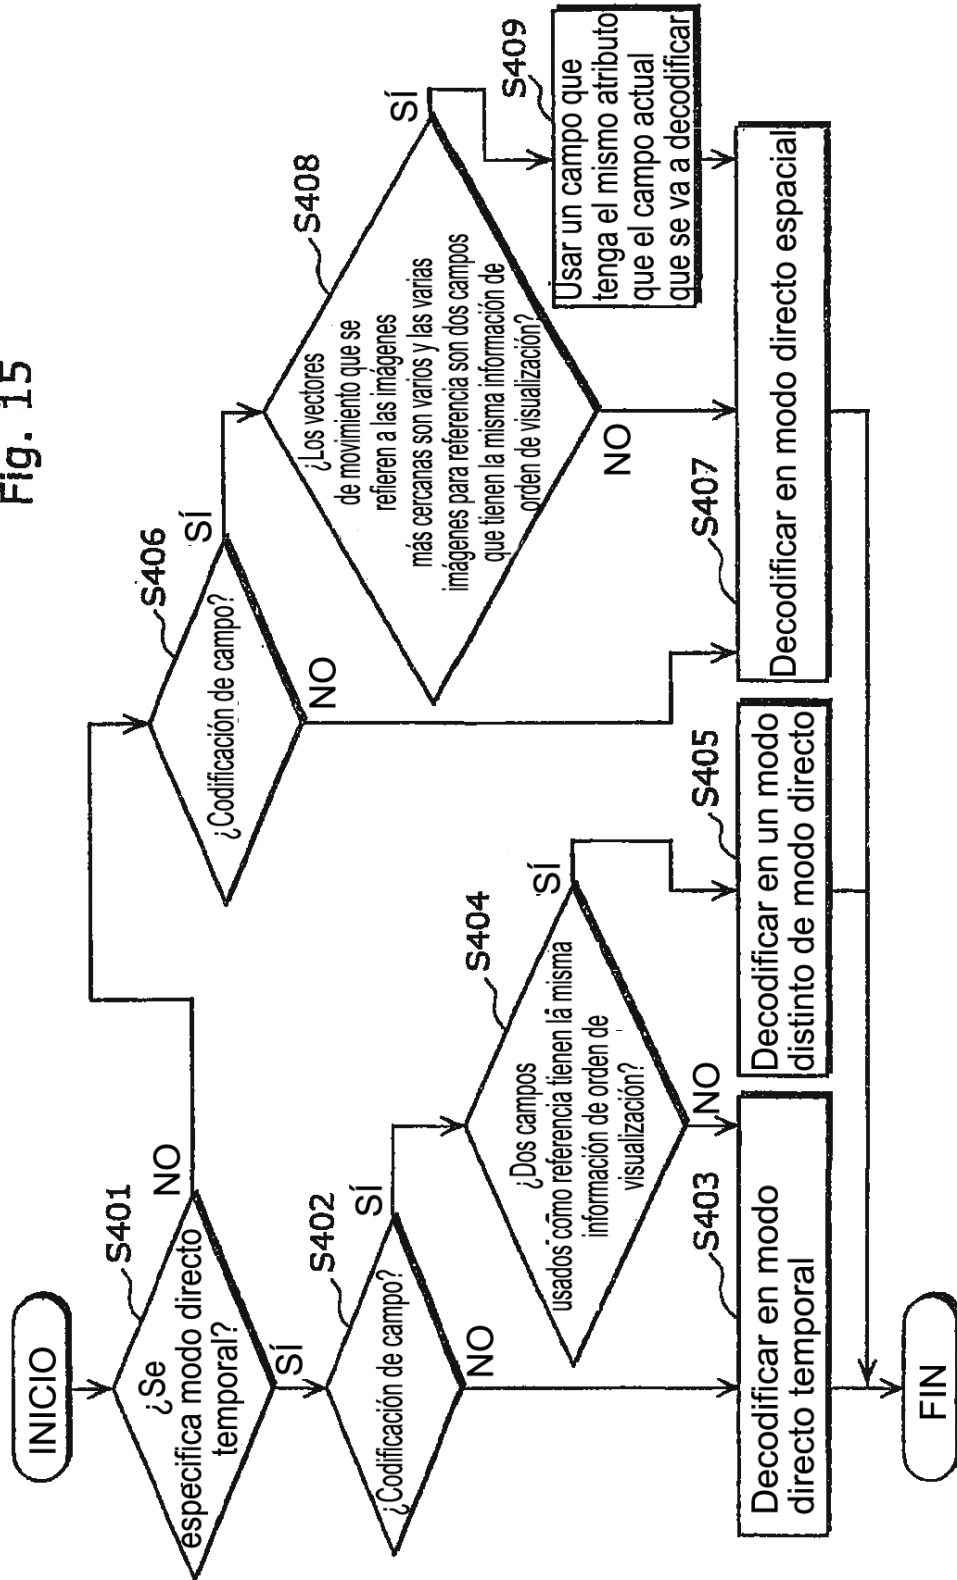 Fig. 15
INICIO
S401
¿Se
especifica modo directo
temporal?
NO
SÍ
S402
¿Codificación de campo?
SÍ
NO
S403
Decodificar en modo
directo temporal
S404
¿Dos campos
usados como referencia tienen la misma
información de orden de
visualización?
SÍ
NO
S405
Decodificar en un modo
distinto de modo directo
S406
¿Codificación de campo?
SÍ
NO
S407
Decodificar en modo directo espacial
S408
¿Los vectores
de movimiento que se
refieren a las imágenes
más cercanas son varios y las varias
imágenes para referencia son dos campos
que tienen la misma información de
orden de visualización?
SÍ
NO
S409
Usar un campo que
tenga el mismo atributo
que el campo actual
que se va a decodificar
FIN